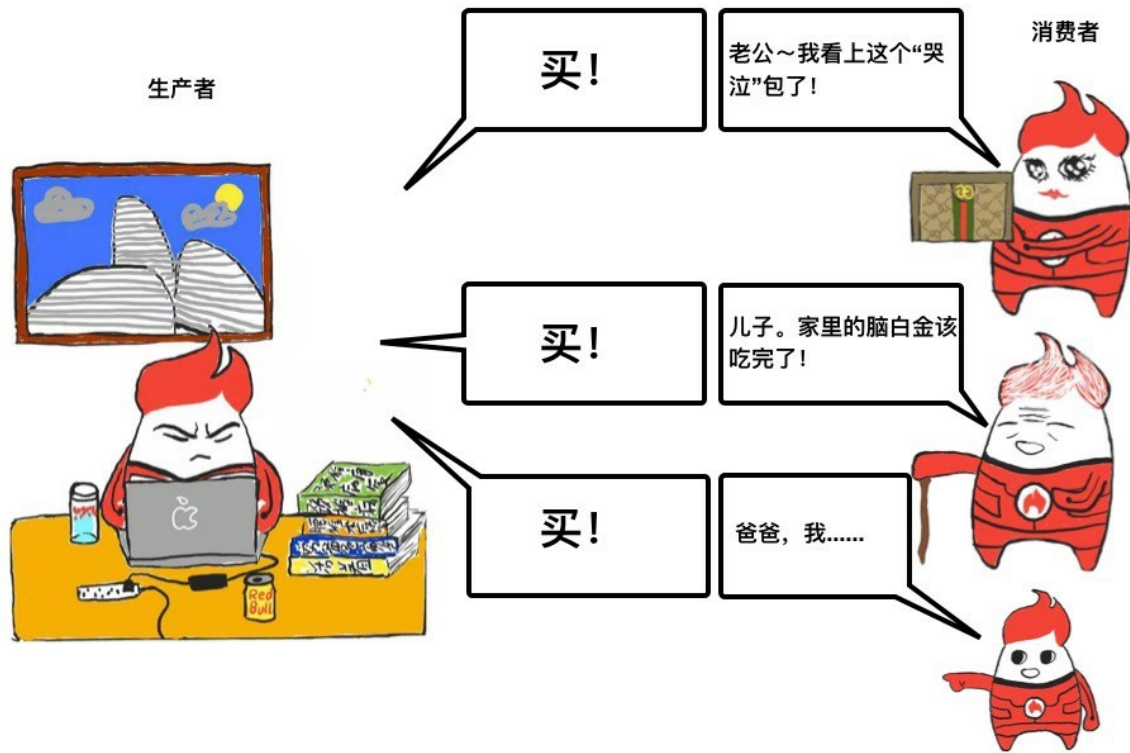 生产者
消费者
买！
老公～我看上这个“哭
泣”包了！
买！
儿子。家里的脑白金该
吃完了！
买！
爸爸，我......
Red
Bull